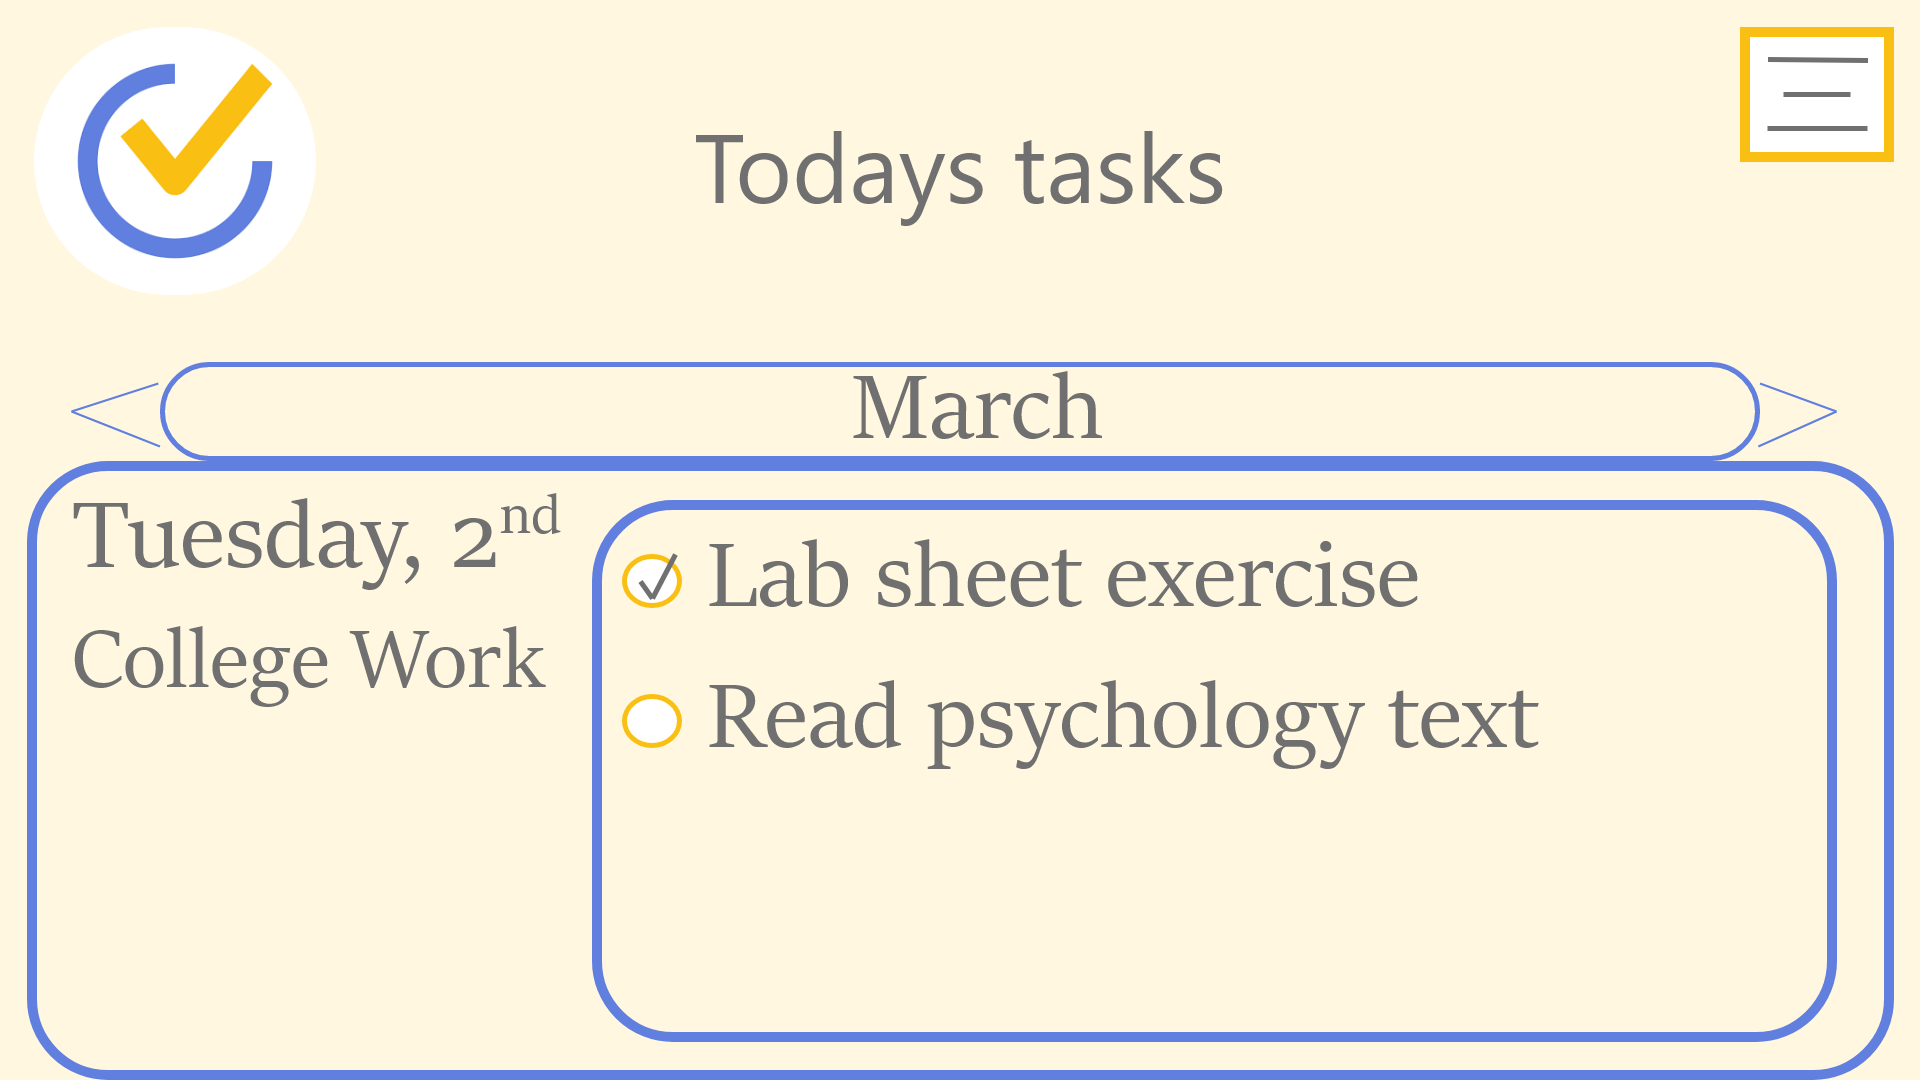 Todays tasks
March
Tuesday, 2nd
College Work
Lab sheet exercise
Read psychology text